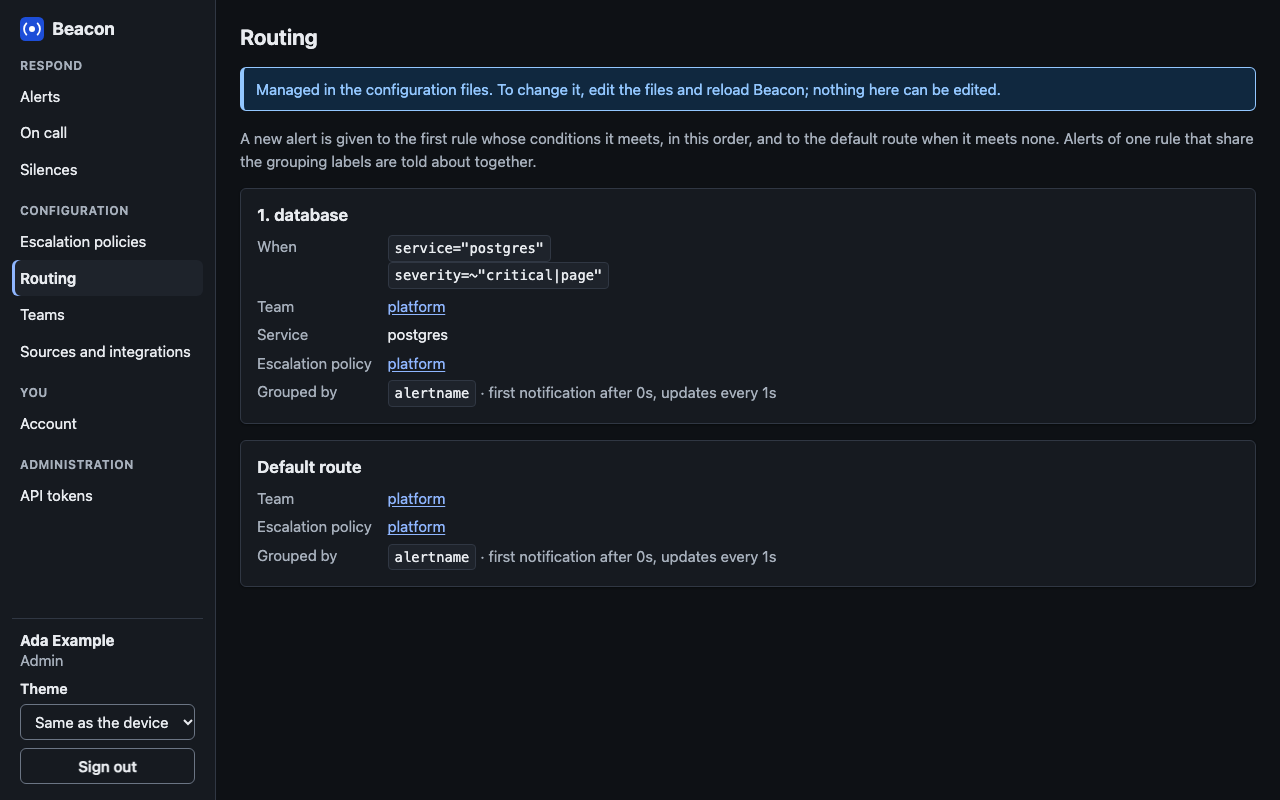 Beacon
RESPOND
Alerts
On call
Silences
CONFIGURATION
Escalation policies
Routing
Teams
Sources and integrations
YOU
Account
ADMINISTRATION
API tokens
Ada Example
Admin
Theme
Same as the device
Sign out
Routing
Managed in the configuration files. To change it, edit the files and reload Beacon; nothing here can be edited.
A new alert is given to the first rule whose conditions it meets, in this order, and to the default route when it meets none. Alerts of one rule that share
the grouping labels are told about together.
1. database
When service="postgres"
severity=~"critical|page"
Team platform
Service postgres
Escalation policy platform
Grouped by alertname · first notification after 0s, updates every 1s
Default route
Team platform
Escalation policy platform
Grouped by alertname · first notification after 0s, updates every 1s